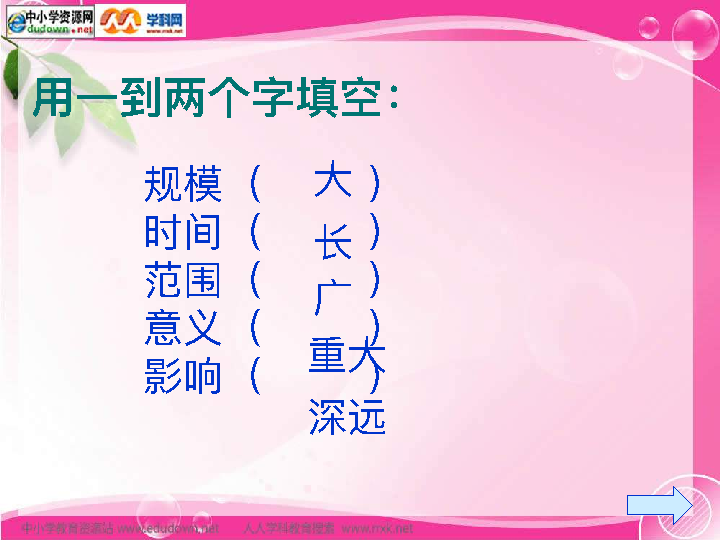 中小学资源网
dudown.net
学科网
www.nxk.net
用一到两个字填空：
规模（ 大 ）
时间（ 长 ）
范围（ 广 ）
意义（ 重大 ）
影响（ 深远 ）
中小学教育资源站 www.edudown.net 人人学科教育搜索 www.nxk.net